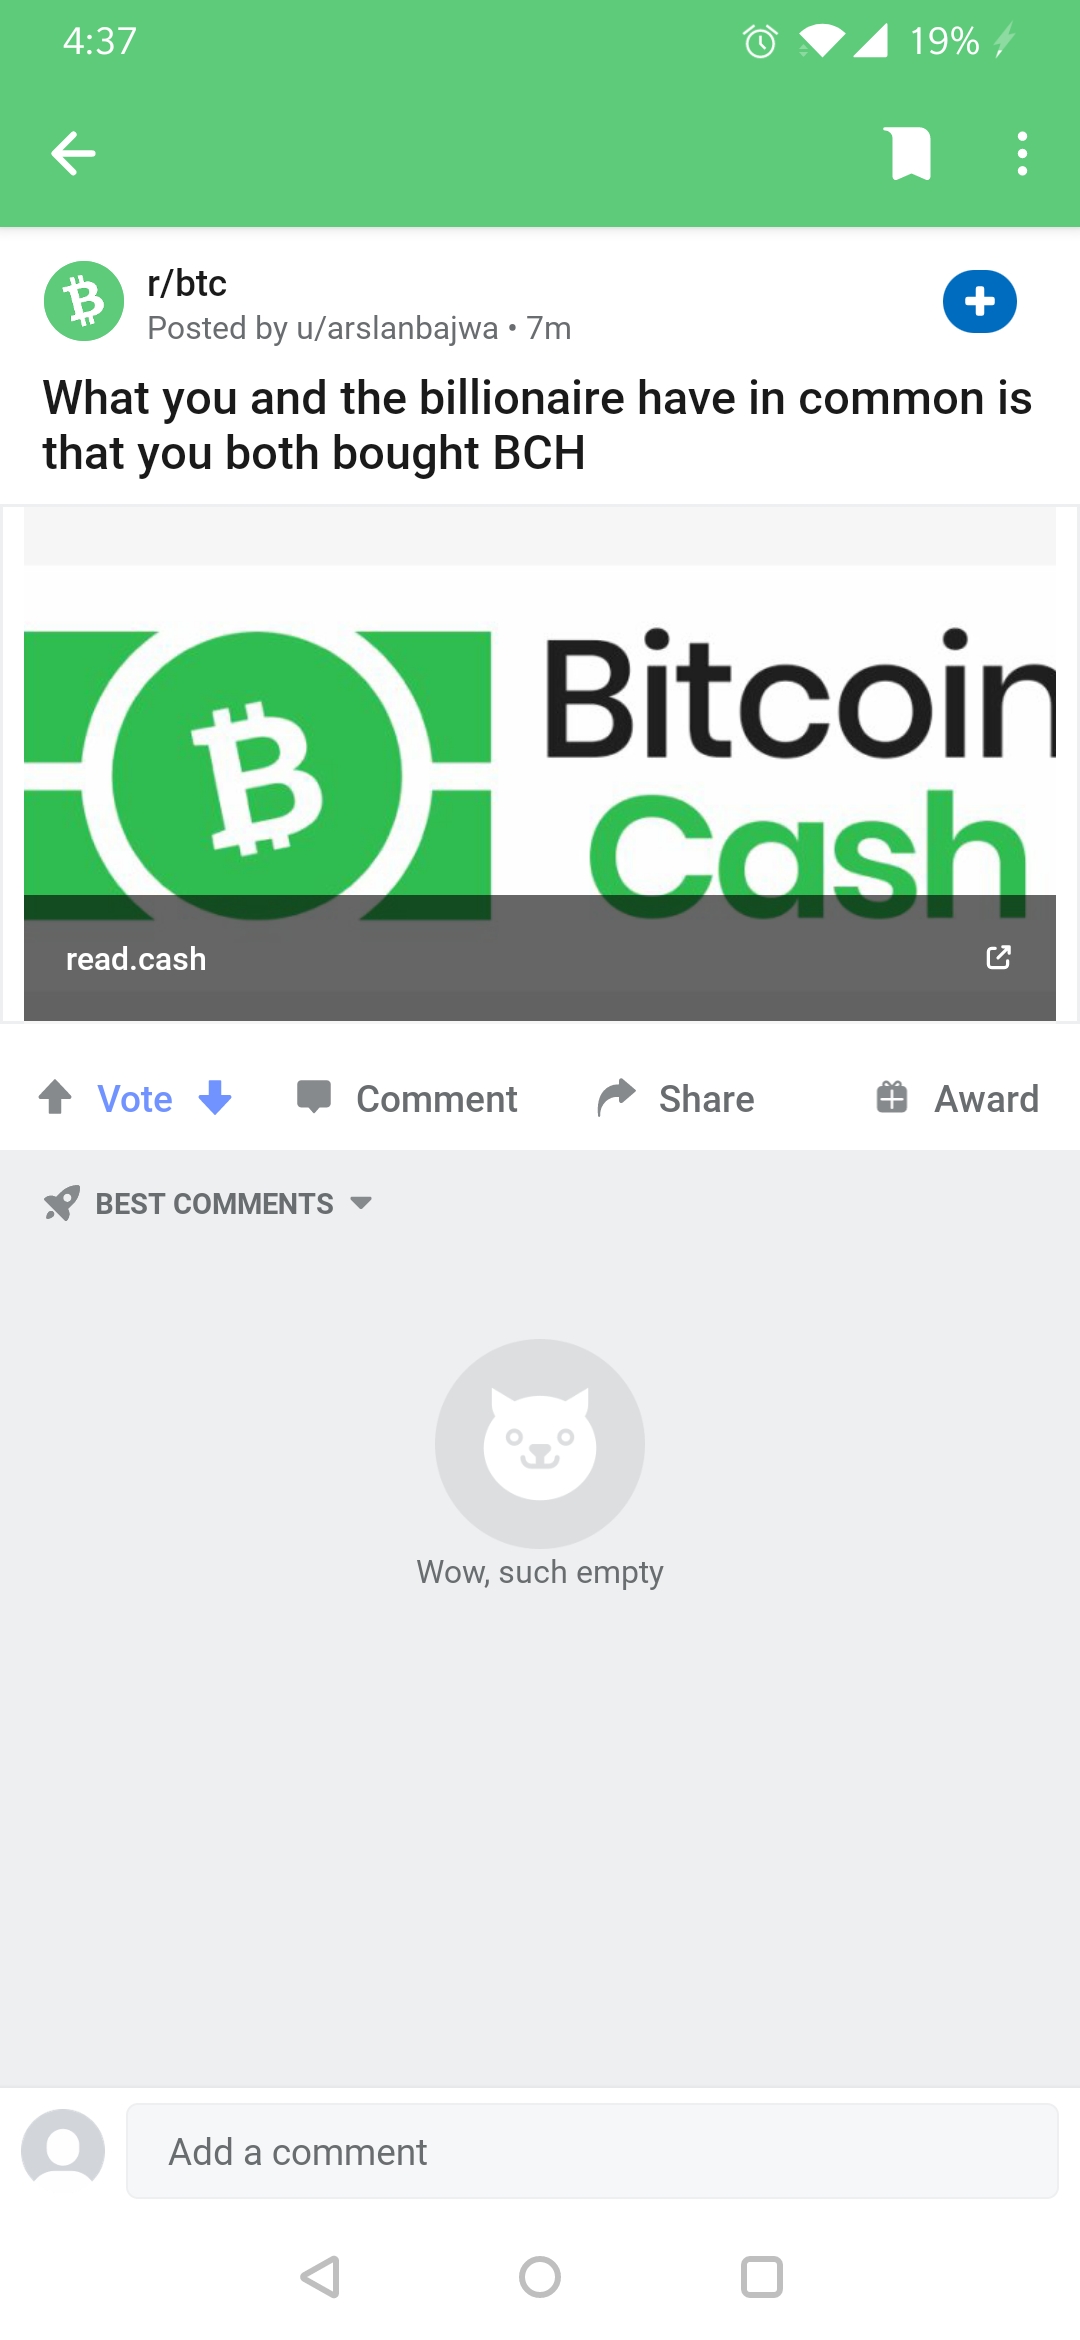 4:37
19%
r/btc
Posted by u/arslanbajwa • 7m
What you and the billionaire have in common is
that you both bought BCH
Bitcoin
Cash
read.cash
Vote
Comment
Share
Award
BEST COMMENTS
Wow, such empty
Add a comment